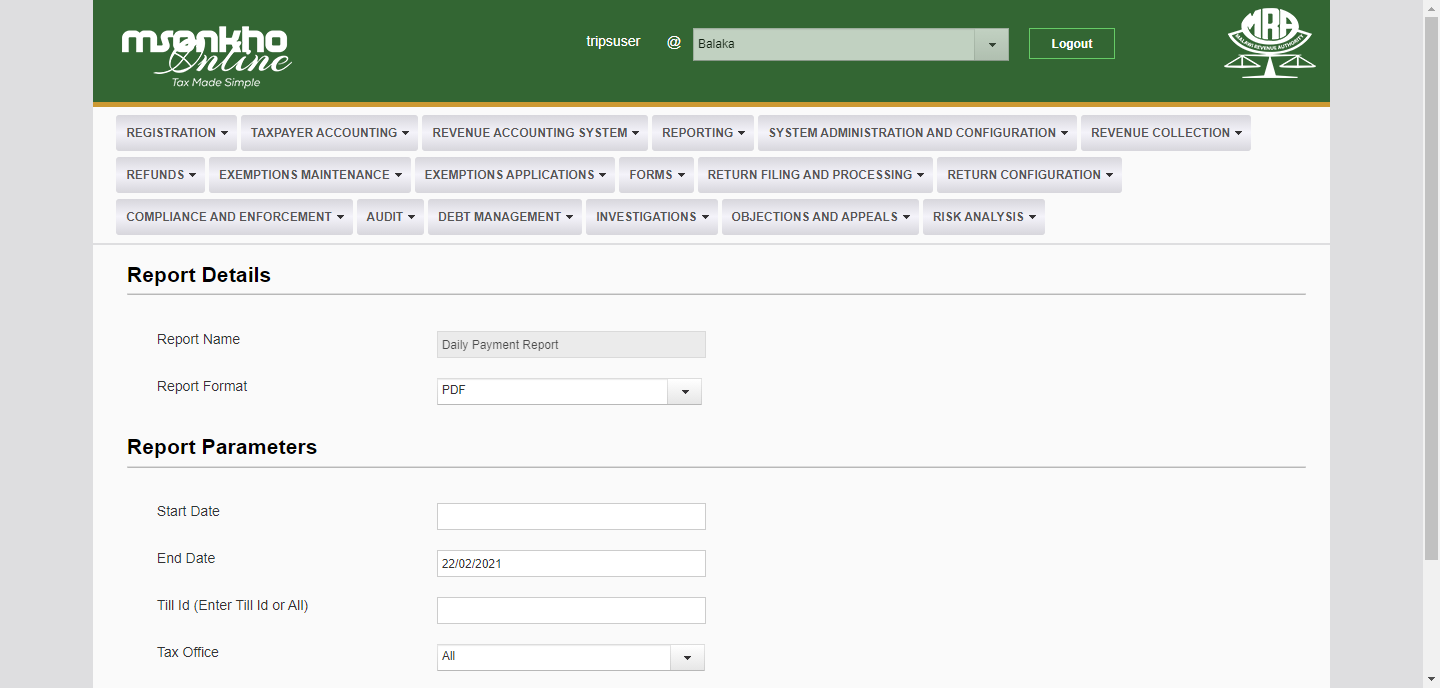 msonkho
Online
Tax Made Simple
tripsuser @ Balaka Logout
MRA
MALAWI REVENUE AUTHORITY
REGISTRATION TAXPAYER ACCOUNTING REVENUE ACCOUNTING SYSTEM REPORTING SYSTEM ADMINISTRATION AND CONFIGURATION REVENUE COLLECTION
REFUNDS EXEMPTIONS MAINTENANCE EXEMPTIONS APPLICATIONS FORMS RETURN FILING AND PROCESSING RETURN CONFIGURATION
COMPLIANCE AND ENFORCEMENT AUDIT DEBT MANAGEMENT INVESTIGATIONS OBJECTIONS AND APPEALS RISK ANALYSIS
Report Details
Report Name Daily Payment Report
Report Format PDF
Report Parameters
Start Date
End Date 22/02/2021
Till Id (Enter Till Id or All)
Tax Office All